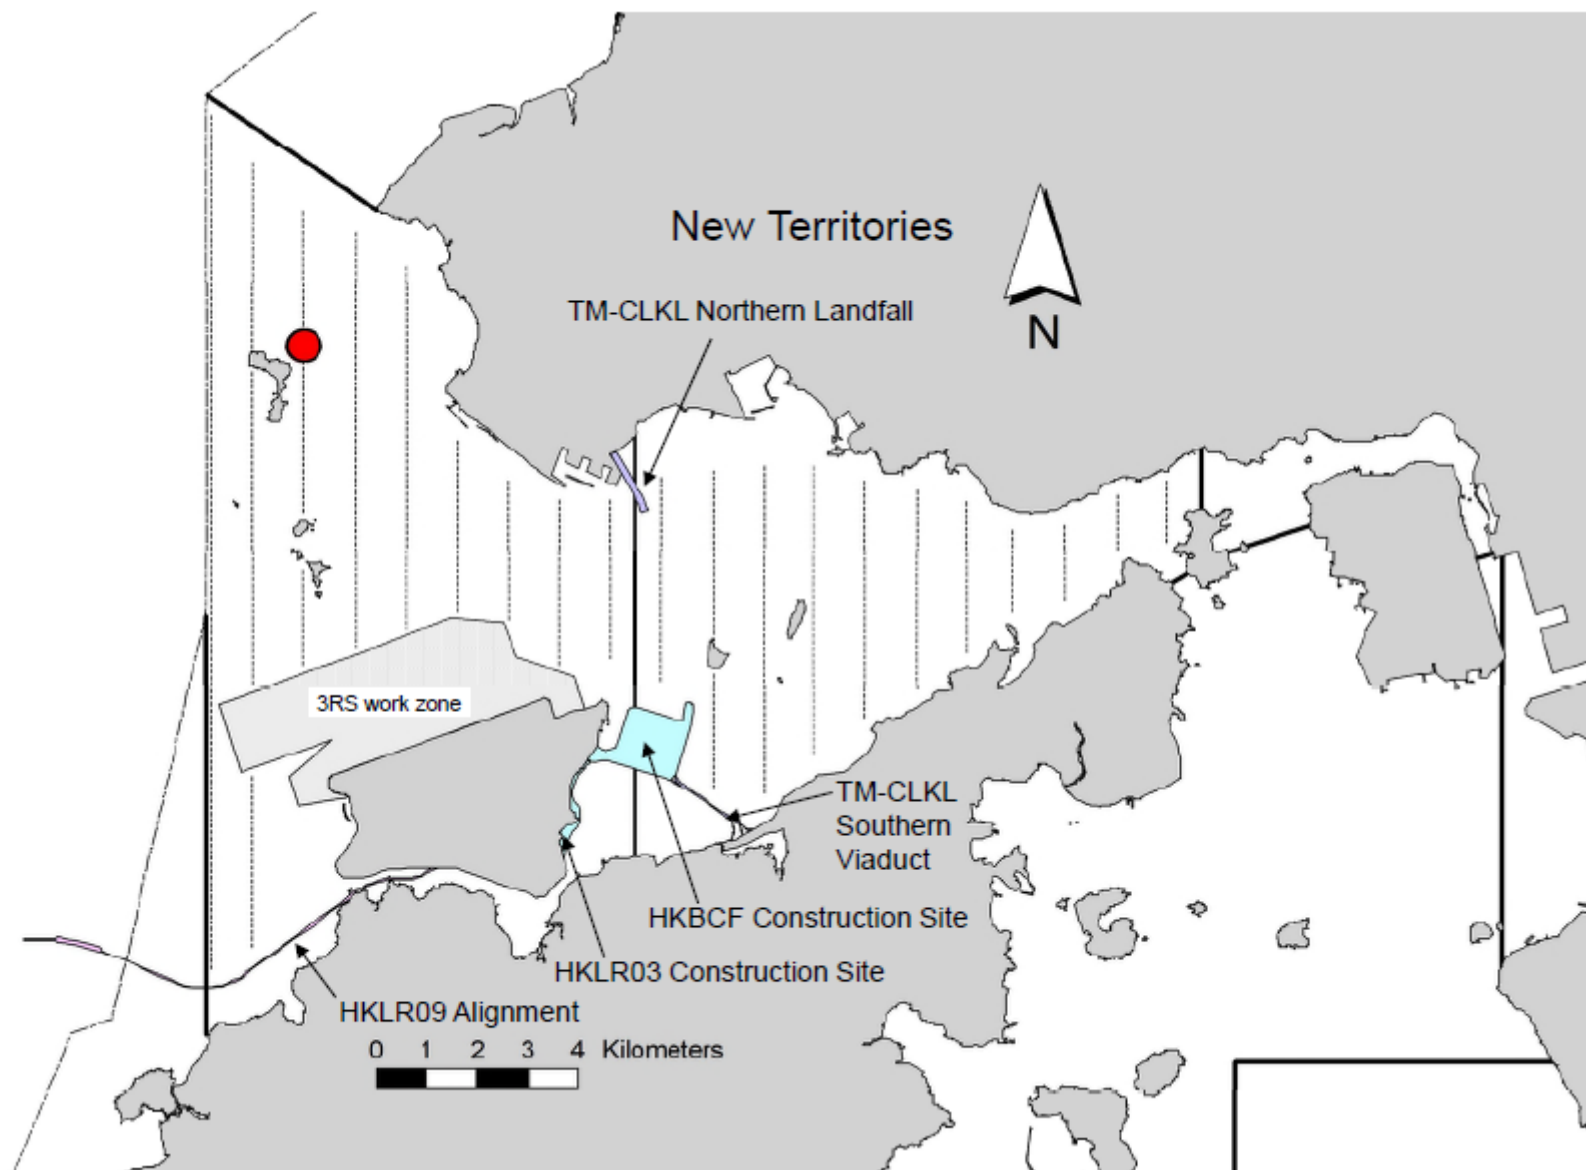 New Territories
TM-CLKL Northern Landfall
N
3RS work zone
TM-CLKL
Southern
Viaduct
HKBCF Construction Site
HKLR03 Construction Site
HKLR09 Alignment
0 1 2 3 4 Kilometers